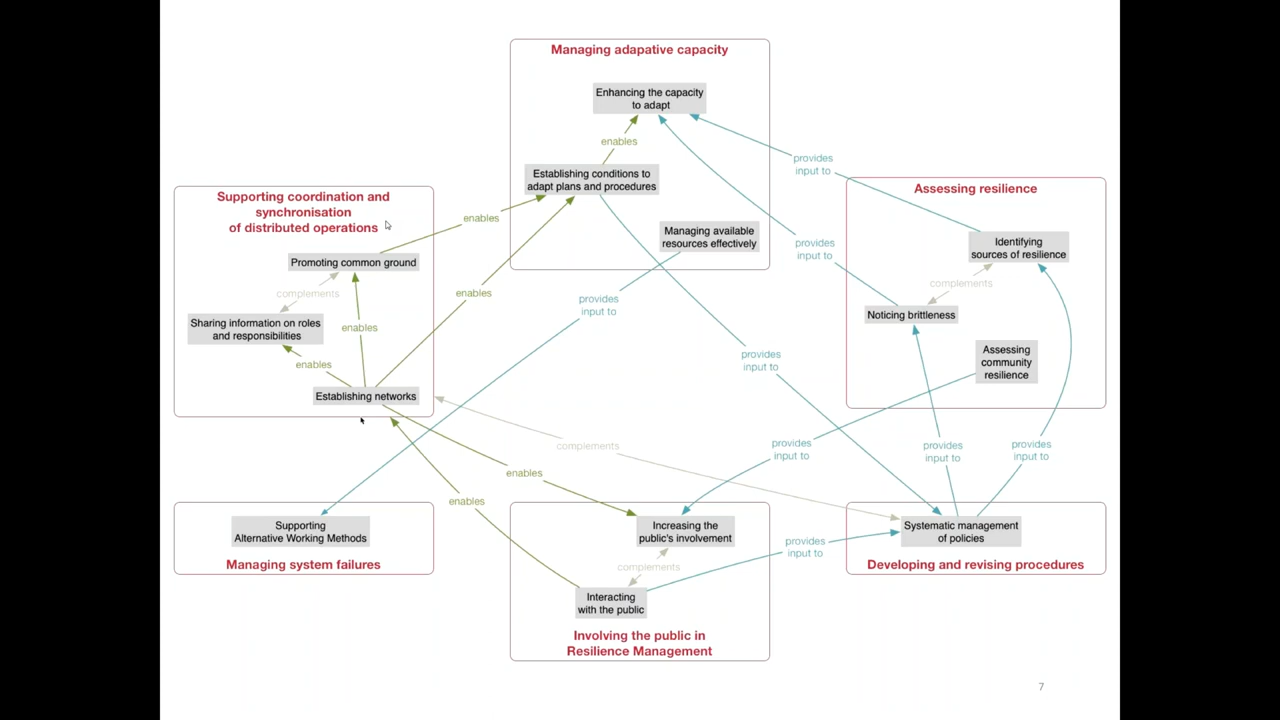 Managing adapative capacity
Enhancing the capacity
to adapt
enables
Establishing conditions to
adapt plans and procedures
Managing available
resources effectively
provides
input to
Supporting coordination and
synchronisation
of distributed operations
enables
Promoting common ground
complements
Sharing information on roles
and responsibilities
enables
enables
enables
Establishing networks
provides
input to
Assessing resilience
Identifying
sources of resilience
provides
input to
complements
Noticing brittleness
Assessing
community
resilience
provides
input to
provides
input to
complements
provides
input to
provides
input to
enables
enables
Supporting
Alternative Working Methods
Managing system failures
Increasing the
public's involvement
complements
Interacting
with the public
Involving the public in
Resilience Management
provides
input to
Systematic management
of policies
Developing and revising procedures
provides
input to
7